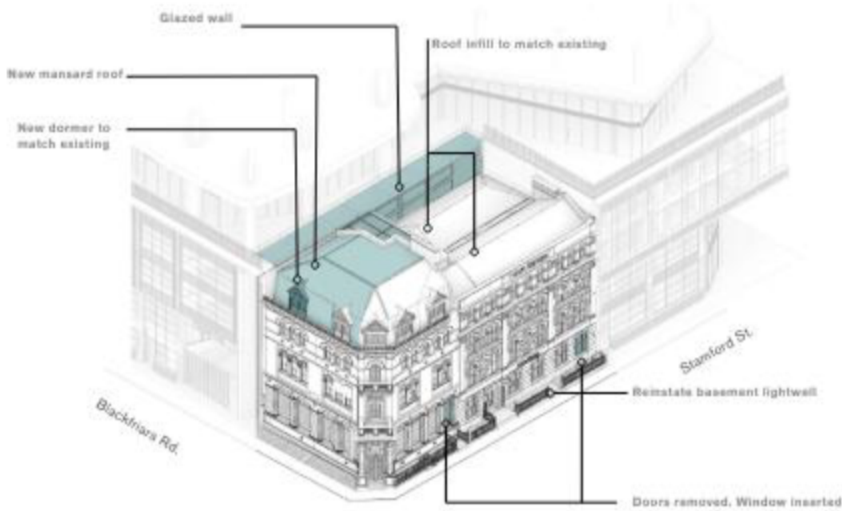 Glazed wall
Roof infill to match existing
New mansard roof
New dormer to
match existing
Stamford St.
Reinstate basement lightwell
Blackfriars Rd.
Doors removed. Window inserted